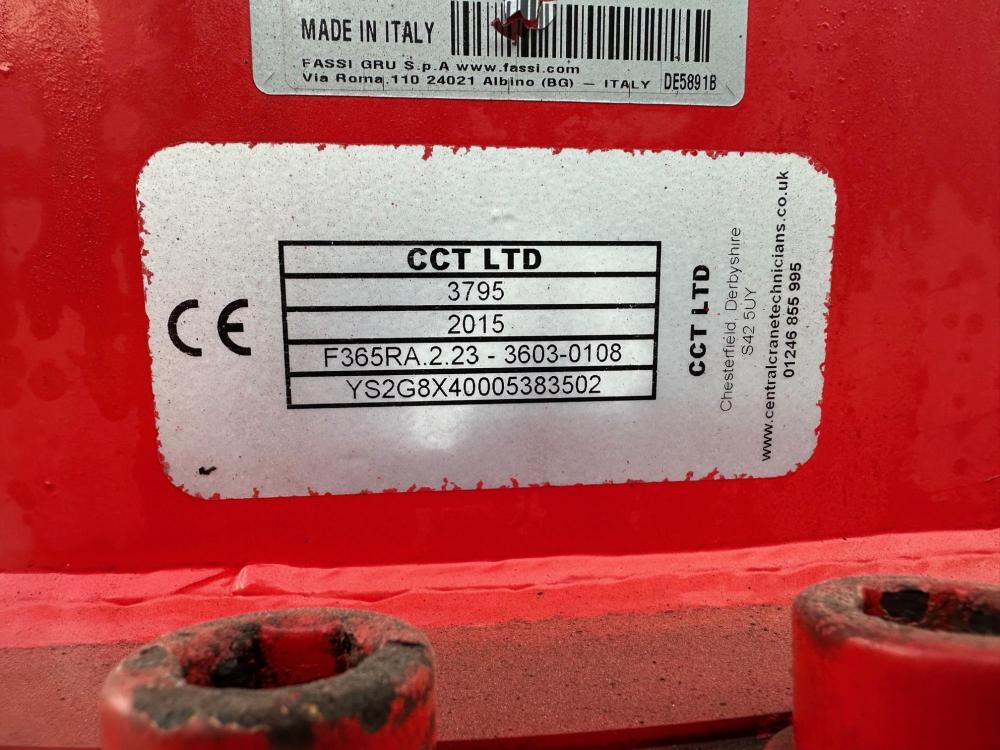 MADE IN ITALY
FASSI GRU S.p.A www.fassi.com
Via Roma,110 24021 Albino (BG) — ITALY
DE5891B
CE
CCT LTD
3795
2015
F365RA.2.23 - 3603-0108
YS2G8X40005383502
CCT LTD
Chesterfield, Derbyshire
S42 5UY
www.centralcranetechnicians.co.uk
01246 855 995